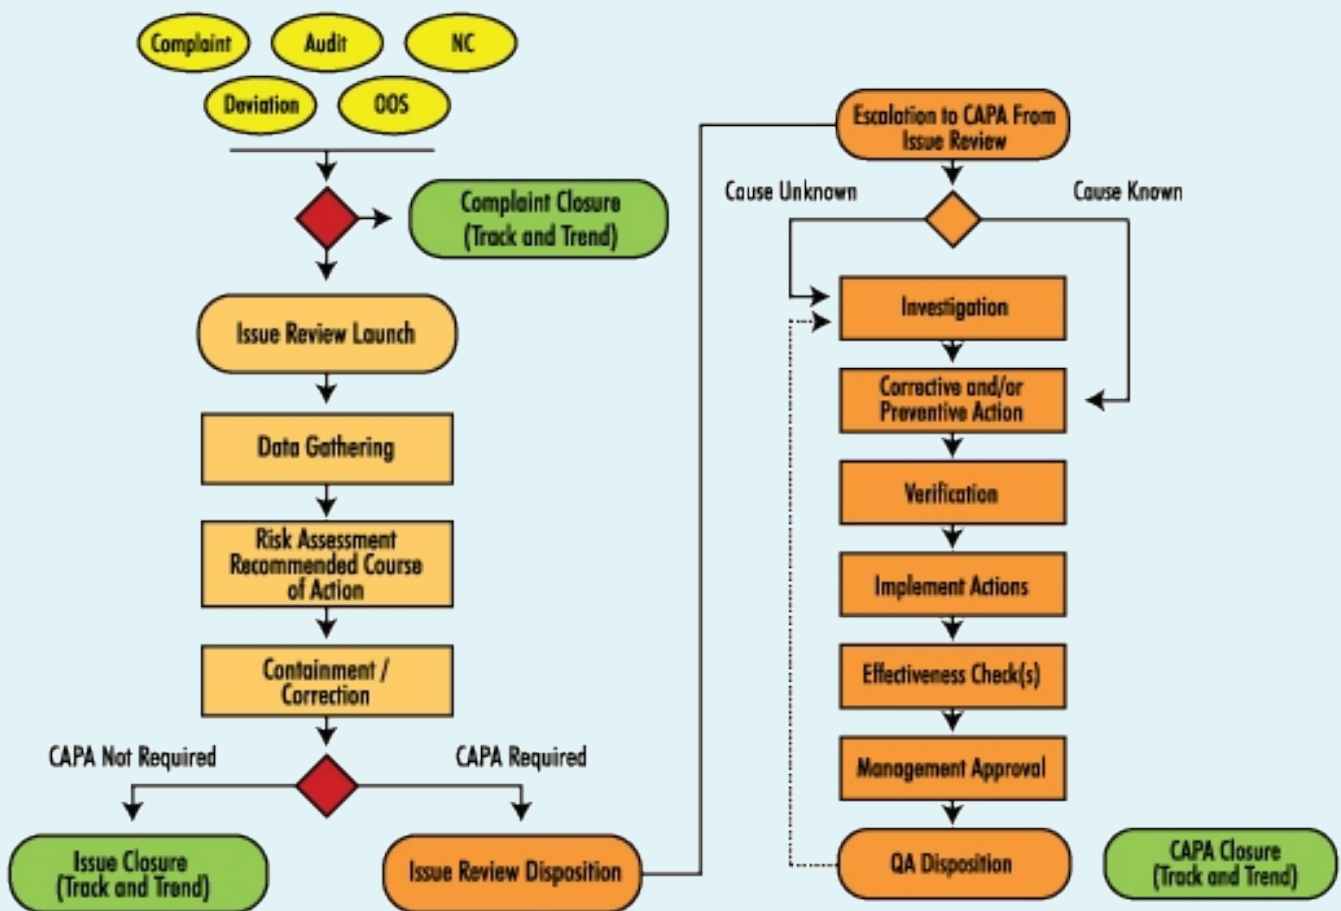 Complaint
Audit
NC
Deviation
OOS
Complaint Closure
(Track and Trend)
Issue Review Launch
Data Gathering
Risk Assessment
Recommended Course
of Action
Containment /
Correction
CAPA Not Required
CAPA Required
Issue Closure
(Track and Trend)
Issue Review Disposition
Escalation to CAPA From
Issue Review
Cause Unknown
Cause Known
Investigation
Corrective and/or
Preventive Action
Verification
Implement Actions
Effectiveness Check(s)
Management Approval
QA Disposition
CAPA Closure
(Track and Trend)